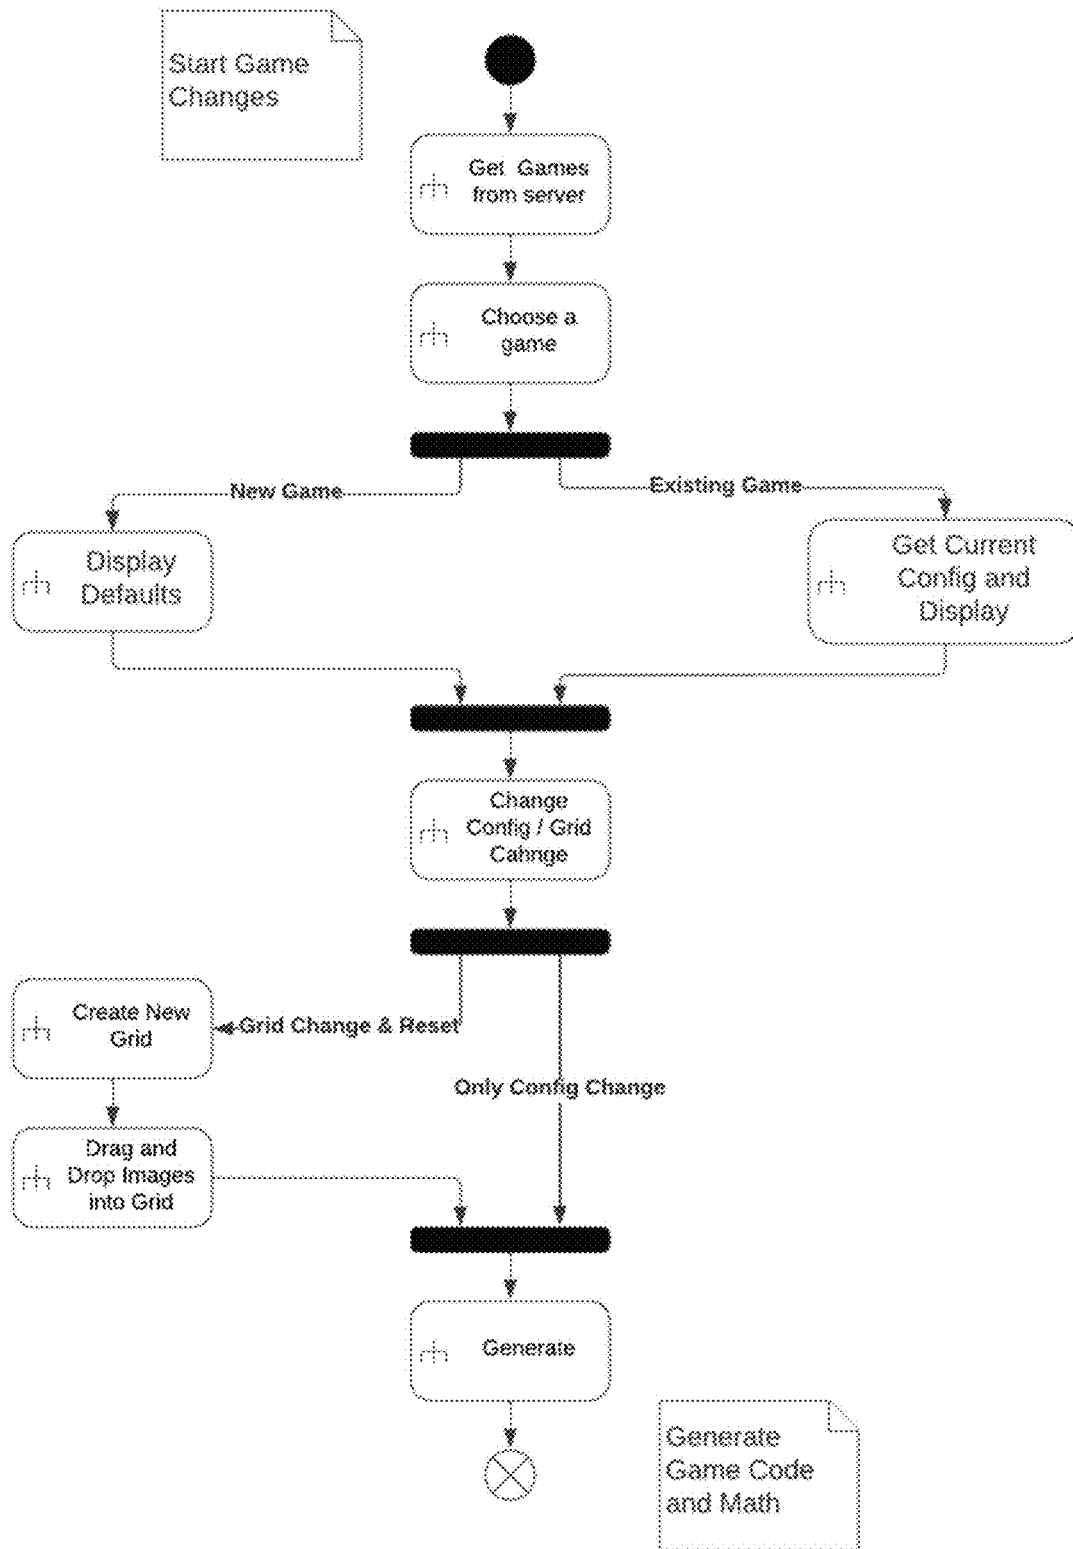 Start Game
Changes
Get Games
from server
Choose a
game
New Game
Existing Game
Display
Defaults
Get Current
Config and
Display
Change
Config / Grid
Cahnge
Create New
Grid
Grid Change & Reset
Only Config Change
Drag and
Drop Images
into Grid
Generate
Generate
Game Code
and Math